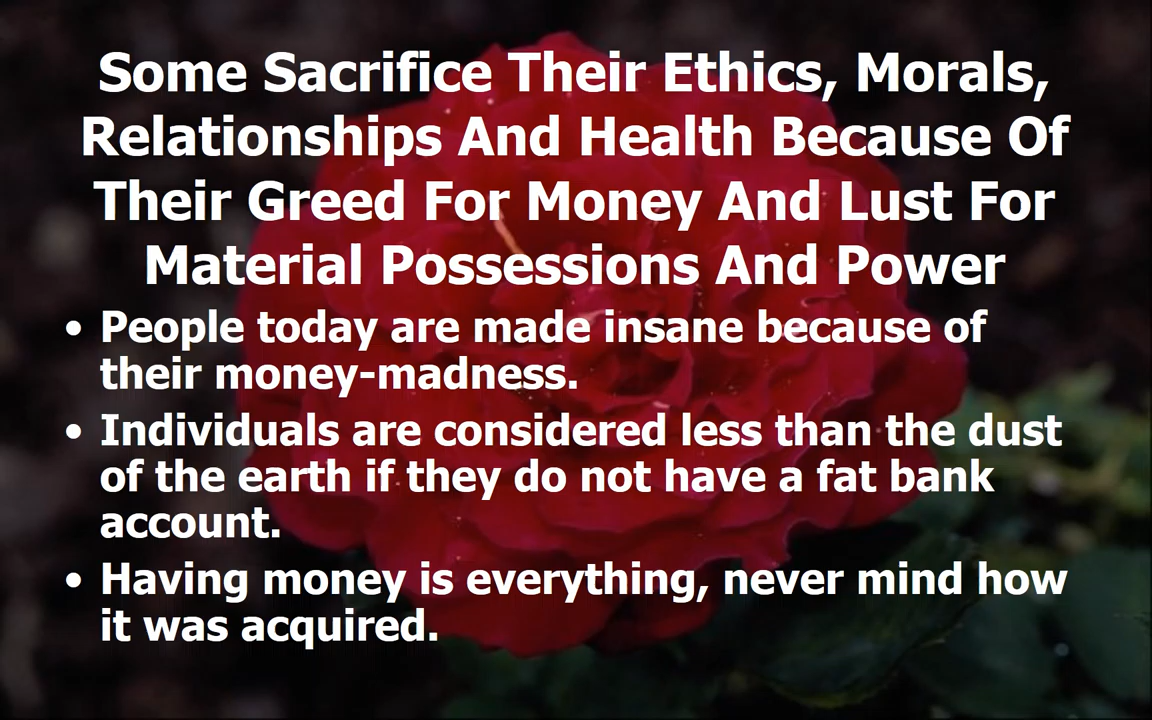 Some Sacrifice Their Ethics, Morals,
Relationships And Health Because Of
Their Greed For Money And Lust For
Material Possessions And Power
• People today are made insane because of
their money-madness.
• Individuals are considered less than the dust
of the earth if they do not have a fat bank
account.
• Having money is everything, never mind how
it was acquired.